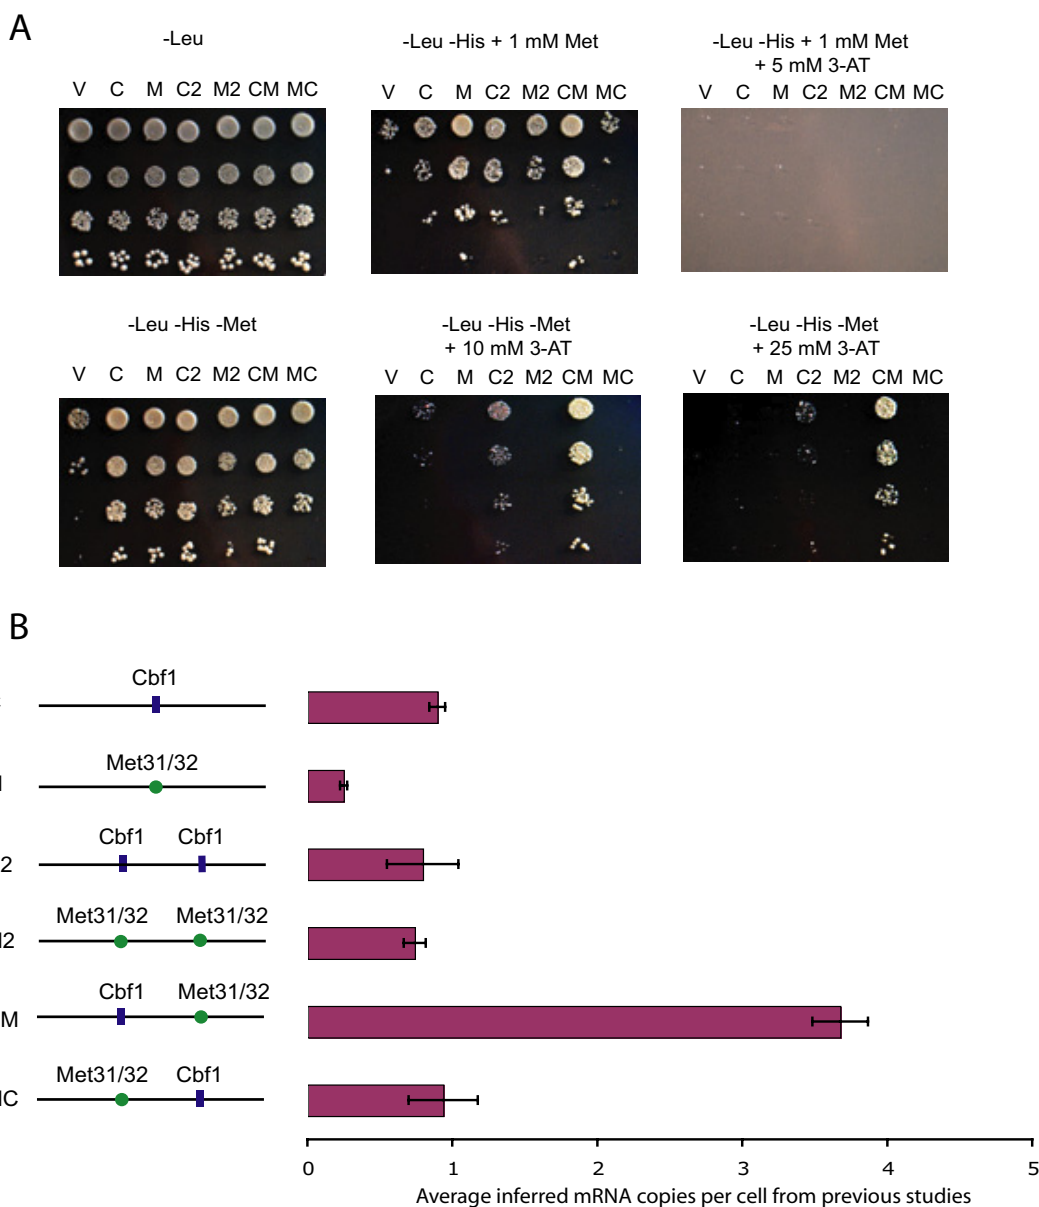 A
-Leu
V C M C2 M2 CM MC
-Leu -His + 1 mM Met
V C M C2 M2 CM MC
-Leu -His + 1 mM Met
+ 5 mM 3-AT
V C M C2 M2 CM MC
-Leu -His -Met
V C M C2 M2 CM MC
-Leu -His -Met
+ 10 mM 3-AT
V C M C2 M2 CM MC
-Leu -His -Met
+ 25 mM 3-AT
V C M C2 M2 CM MC
B
Cbf1
Met31/32
Cbf1 Cbf1
2
Met31/32 Met31/32
2
Cbf1 Met31/32
M
Met31/32 Cbf1
C
0 1 2 3 4 5
Average inferred mRNA copies per cell from previous studies